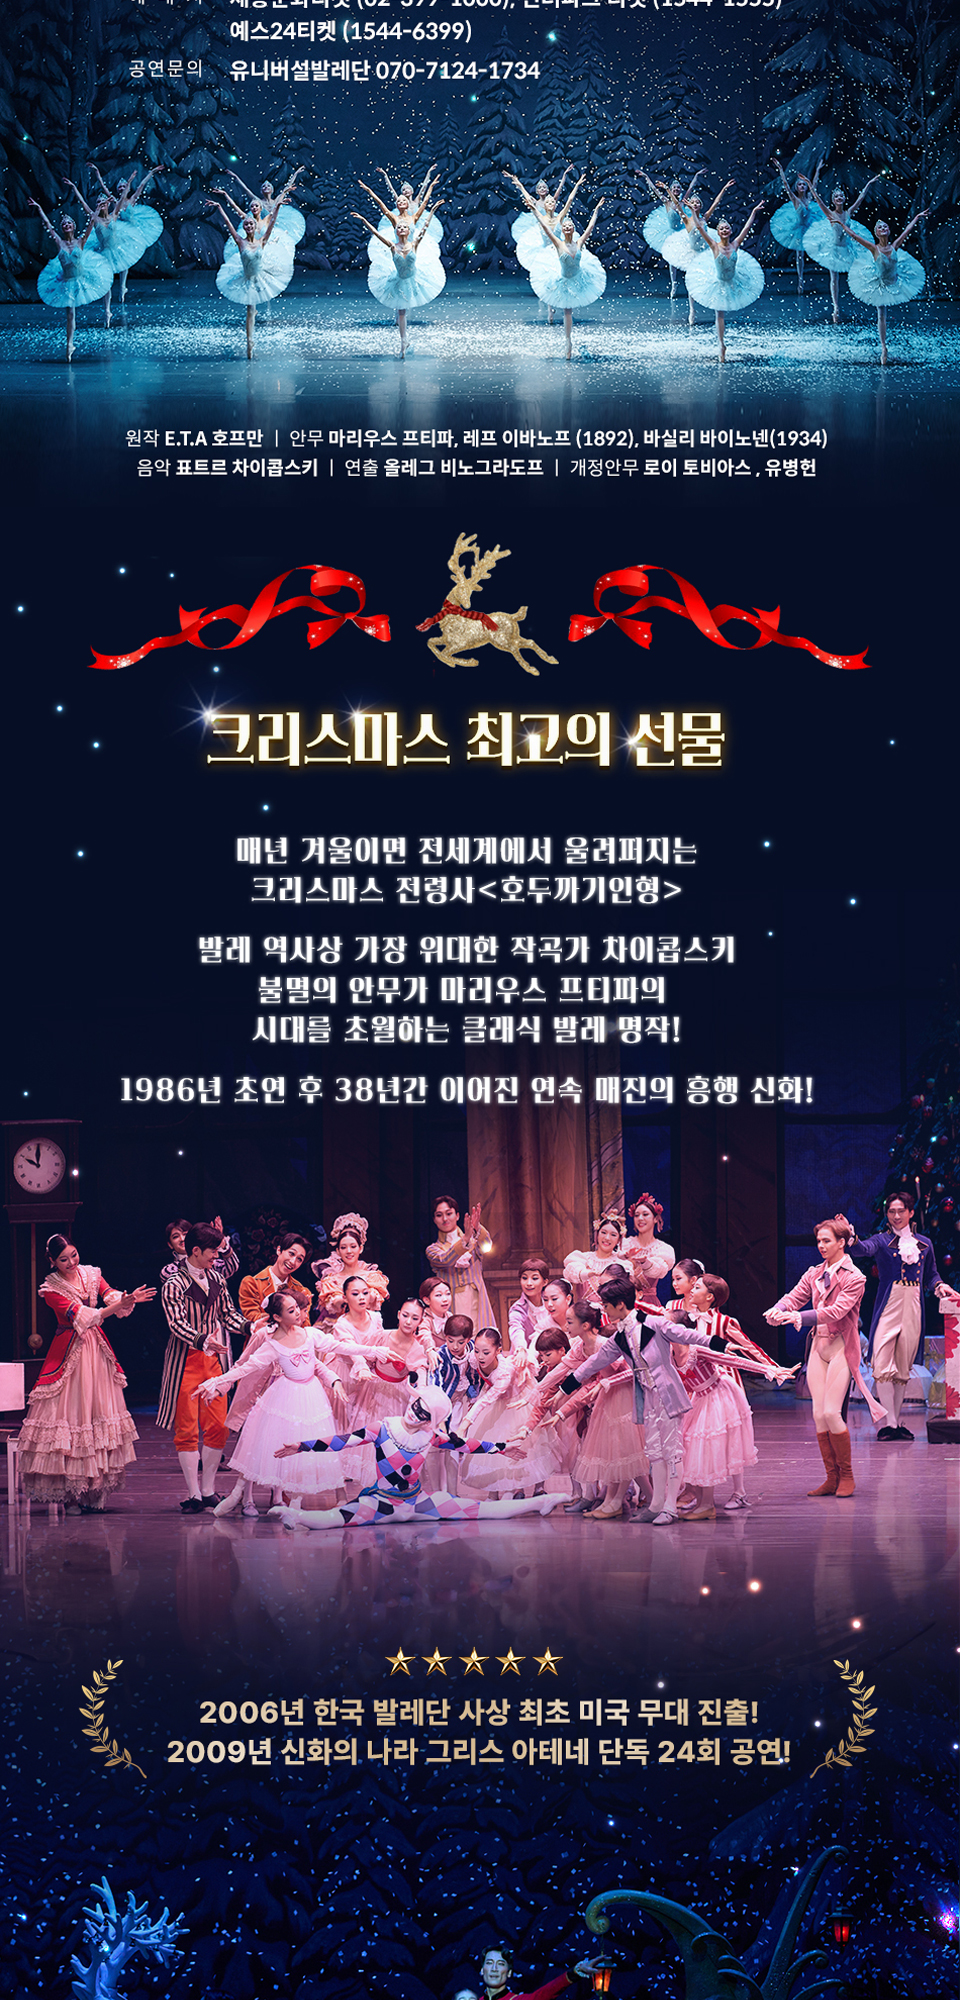 예스24티켓 (1544-6399)
공연문의 유니버설발레단 070-7124-1734
원작 E.T.A 호프만 | 안무 마리우스 프티파, 레프 이바노프 (1892), 바실리 바이노넨(1934)
음악 표트르 차이콥스키 | 연출 올레그 비노그라도프 | 개정안무 로이 토비아스 , 유병헌
크리스마스 최고의 선물
매년 겨울이면 전세계에서 울려퍼지는
크리스마스 전령사<호두까기인형>
발레 역사상 가장 위대한 작곡가 차이콥스키
불멸의 안무가 마리우스 프티파의
시대를 초월하는 클래식 발레 명작!
1986년 초연 후 38년간 이어진 연속 매진의 흥행 신화!
2006년 한국 발레단 사상 최초 미국 무대 진출!
2009년 신화의 나라 그리스 아테네 단독 24회 공연!